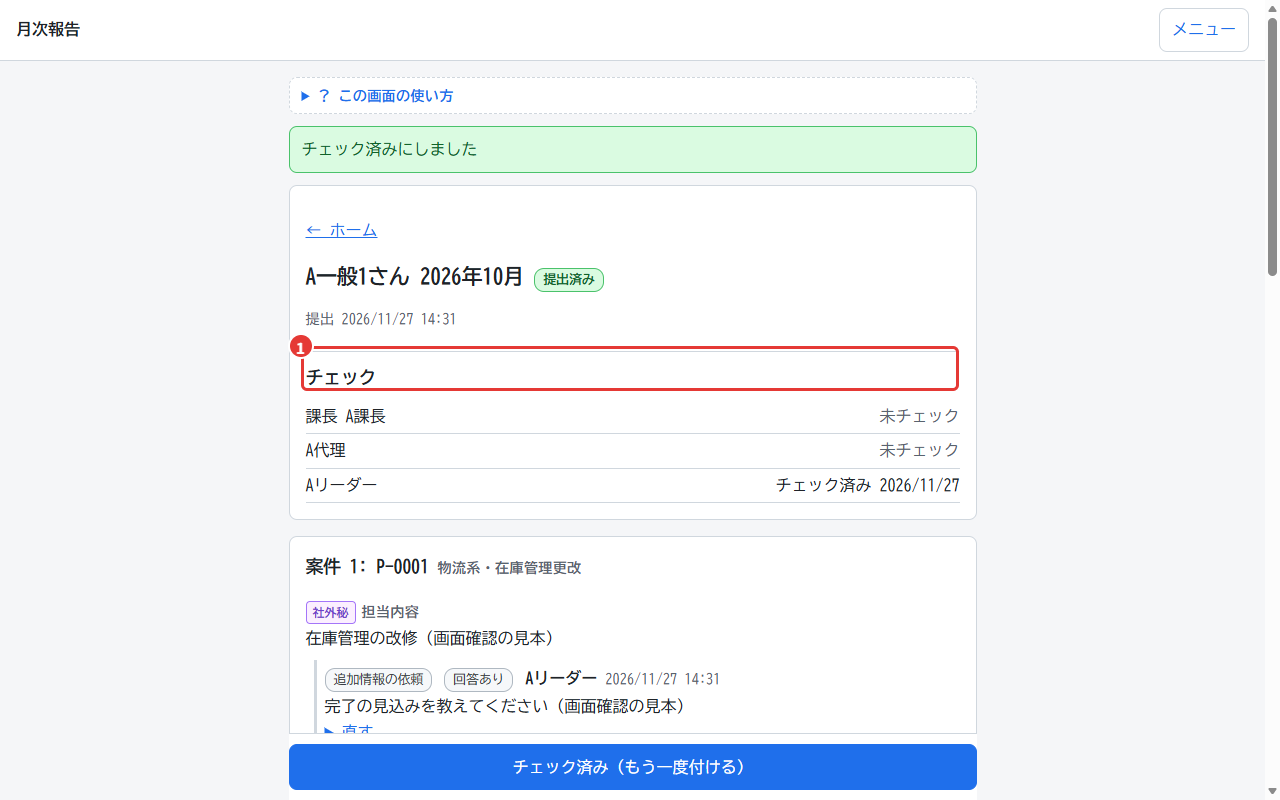 月次報告
メニュー
▶ ? この画面の使い方
チェック済みにしました
← ホーム
A一般1さん 2026年10月 提出済み
提出 2026/11/27 14:31
1
チェック
課長 A課長 未チェック
A代理 未チェック
Aリーダー チェック済み 2026/11/27
案件 1: P-0001 物流系・在庫管理更改
社外秘 担当内容
在庫管理の改修（画面確認の見本）
追加情報の依頼 回答あり Aリーダー 2026/11/27 14:31
完了の見込みを教えてください（画面確認の見本）
▶ 直す
チェック済み（もう一度付ける）